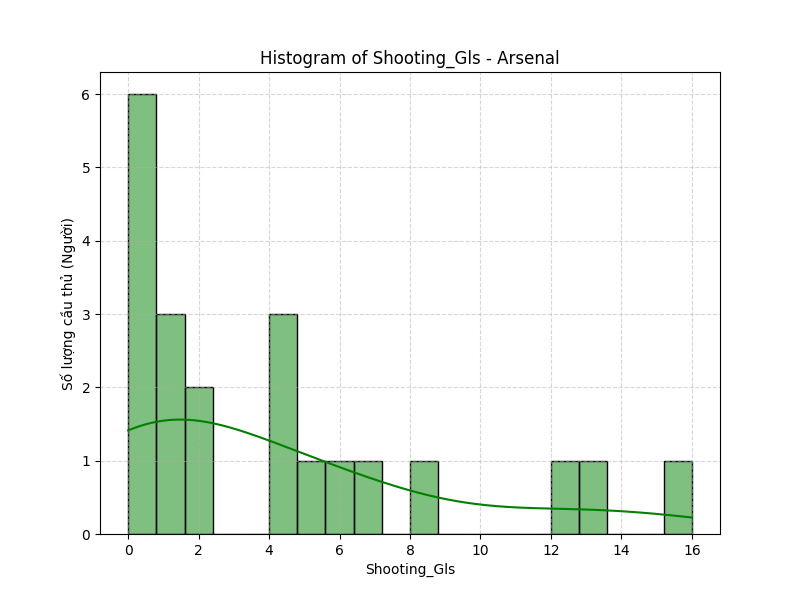 Histogram of Shooting_Gls - Arsenal
Số lượng cầu thủ (Người)
6
5
4
3
2
1
0
0 2 4 6 8 10 12 14 16
Shooting_Gls